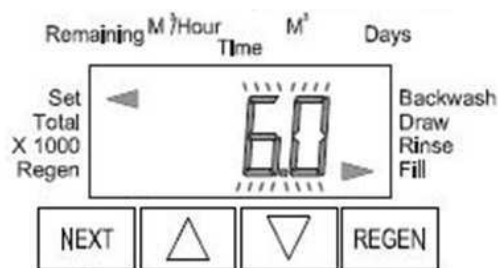 Remaining M³/Hour M³ Days
Time
Set Backwash
Total 6.0 Draw
X 1000 Rinse
Regen Fill
NEXT REGEN